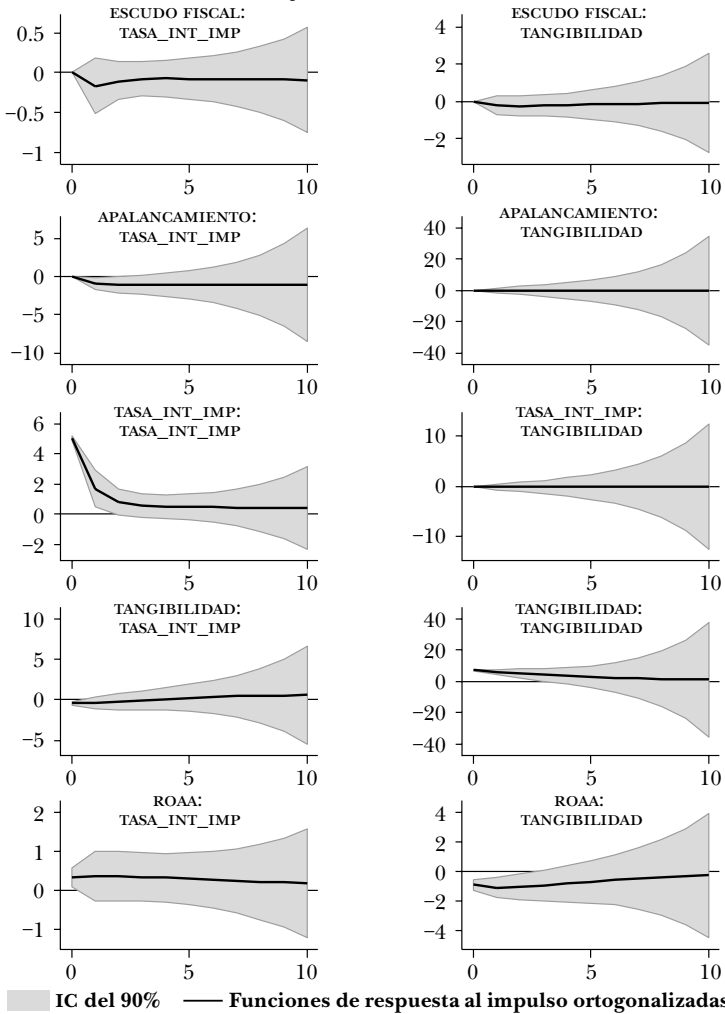 ESCUDO FISCAL:
TASA_INT_IMP
0.5
0
−0.5
−1
0 5 10
ESCUDO FISCAL:
TANGIBILIDAD
4
2
0
−2
0 5 10
APALANCAMIENTO:
TASA_INT_IMP
5
0
−5
−10
0 5 10
APALANCAMIENTO:
TANGIBILIDAD
40
20
0
−20
−40
0 5 10
TASA_INT_IMP:
TASA_INT_IMP
6
4
2
0
−2
0 5 10
TASA_INT_IMP:
TANGIBILIDAD
10
0
−10
0 5 10
TANGIBILIDAD:
TASA_INT_IMP
10
5
0
−5
0 5 10
TANGIBILIDAD:
TANGIBILIDAD
40
20
0
−20
−40
0 5 10
ROAA:
TASA_INT_IMP
2
1
0
−1
0 5 10
ROAA:
TANGIBILIDAD
4
2
0
−2
−4
0 5 10
IC del 90% Funciones de respuesta al impulso ortogonalizadas